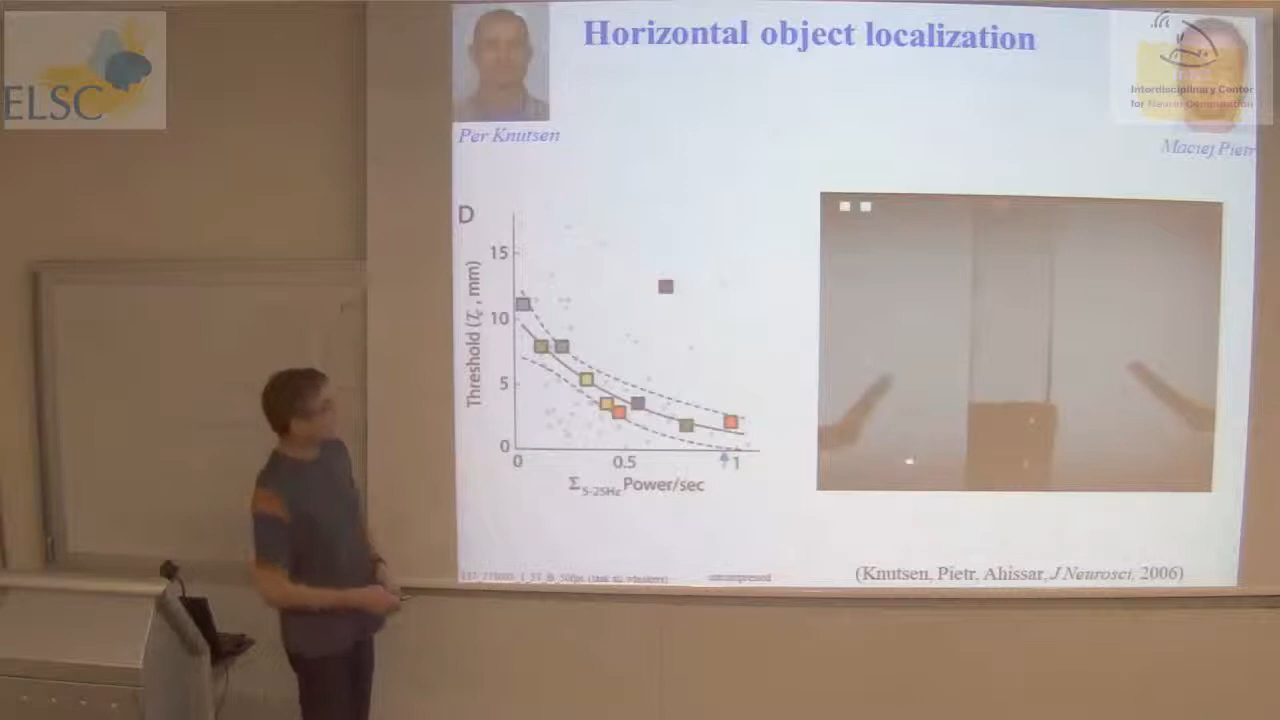 ELSC
Horizontal object localization
Interdisciplinary Center
for Neural Computation
Per Knutsen
Maciej Pietr
D
15
10
5
0
Threshold (
, mm)
0
0.5
1
Σ5-25Hz Power/sec
(Knutsen, Pietr, Ahissar, J Neurosci, 2006)